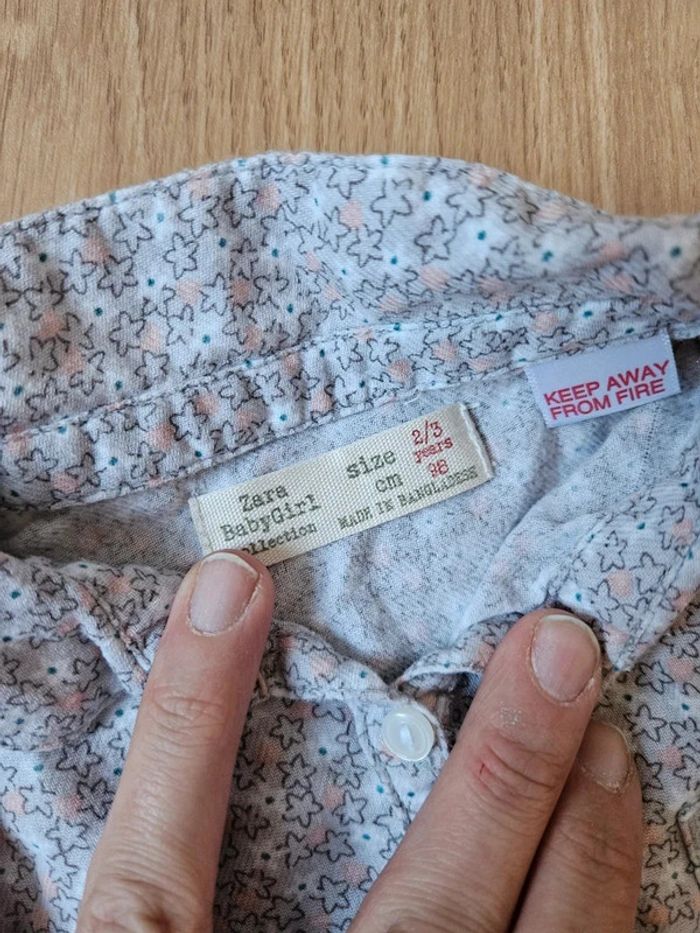 Zara
BabyGirl
collection
size
cm
2/3
years
98
MADE IN BANGLADESH
KEEP AWAY
FROM FIRE